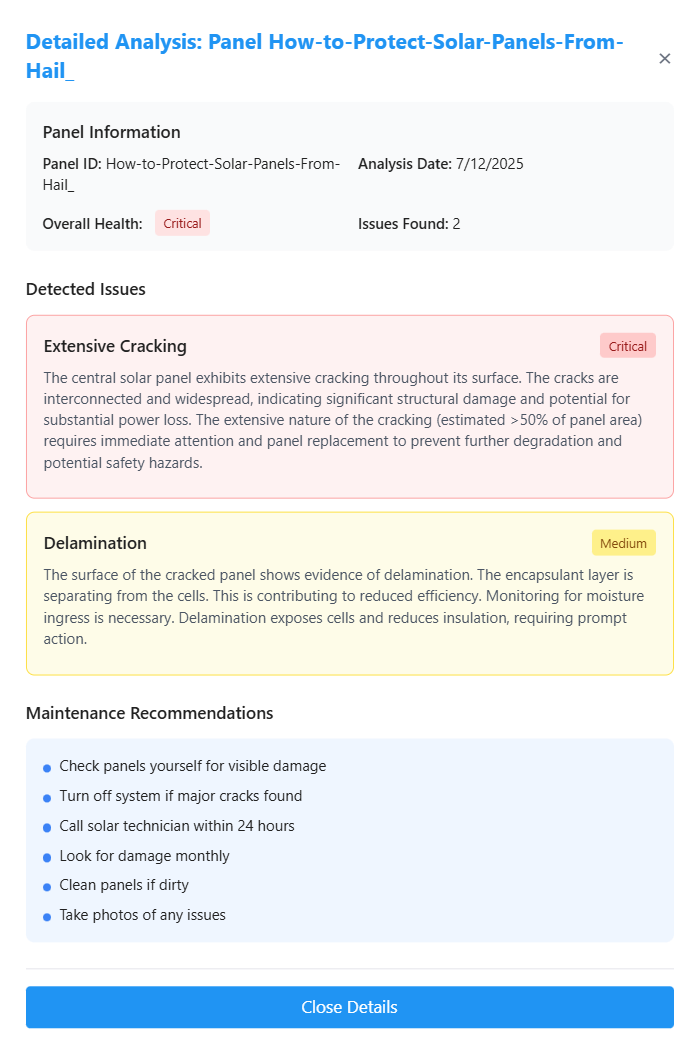 Detailed Analysis: Panel How-to-Protect-Solar-Panels-From-
Hail_
×
Panel Information
Panel ID: How-to-Protect-Solar-Panels-From-
Hail_
Analysis Date: 7/12/2025
Overall Health: Critical
Issues Found: 2
Detected Issues
Extensive Cracking
Critical
The central solar panel exhibits extensive cracking throughout its surface. The cracks are
interconnected and widespread, indicating significant structural damage and potential for
substantial power loss. The extensive nature of the cracking (estimated >50% of panel area)
requires immediate attention and panel replacement to prevent further degradation and
potential safety hazards.
Delamination
Medium
The surface of the cracked panel shows evidence of delamination. The encapsulant layer is
separating from the cells. This is contributing to reduced efficiency. Monitoring for moisture
ingress is necessary. Delamination exposes cells and reduces insulation, requiring prompt
action.
Maintenance Recommendations
Check panels yourself for visible damage
Turn off system if major cracks found
Call solar technician within 24 hours
Look for damage monthly
Clean panels if dirty
Take photos of any issues
Close Details